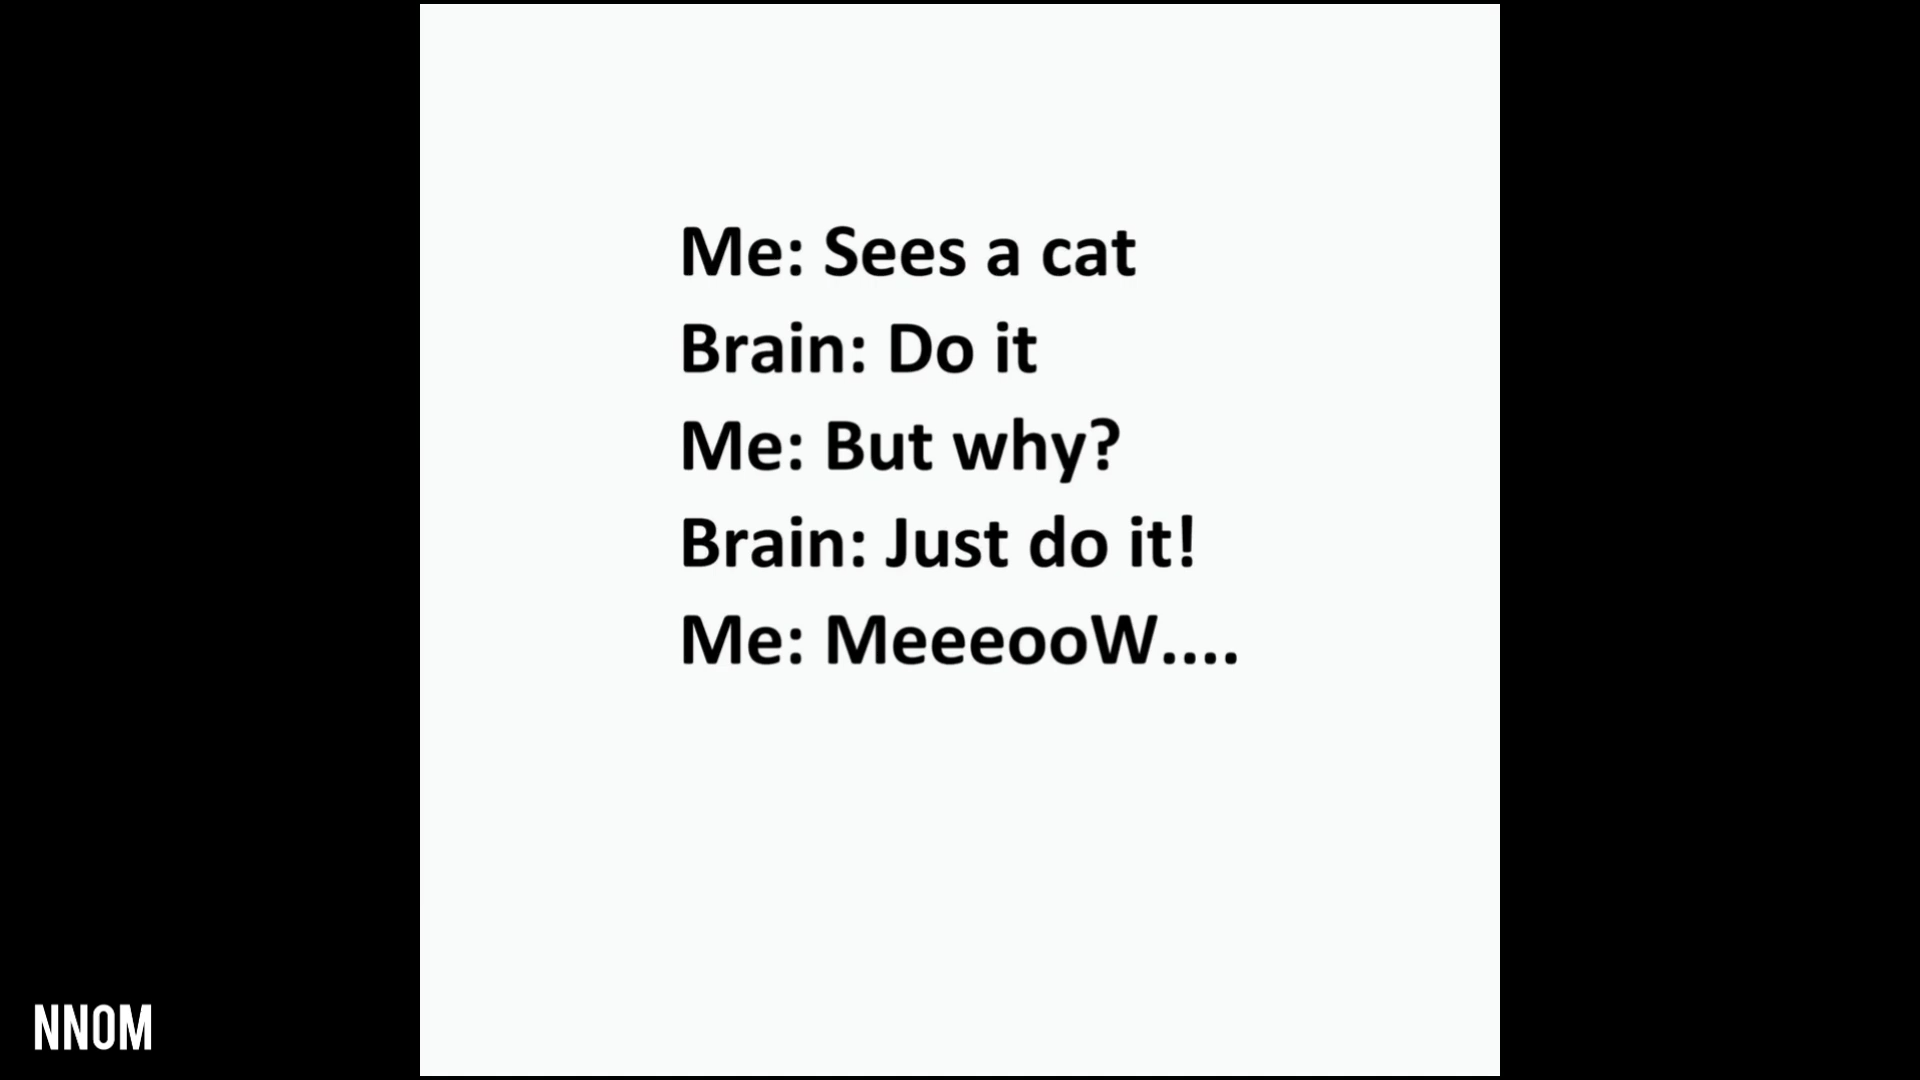 Me: Sees a cat
Brain: Do it
Me: But why?
Brain: Just do it!
Me: MeeeooW....
NNOM